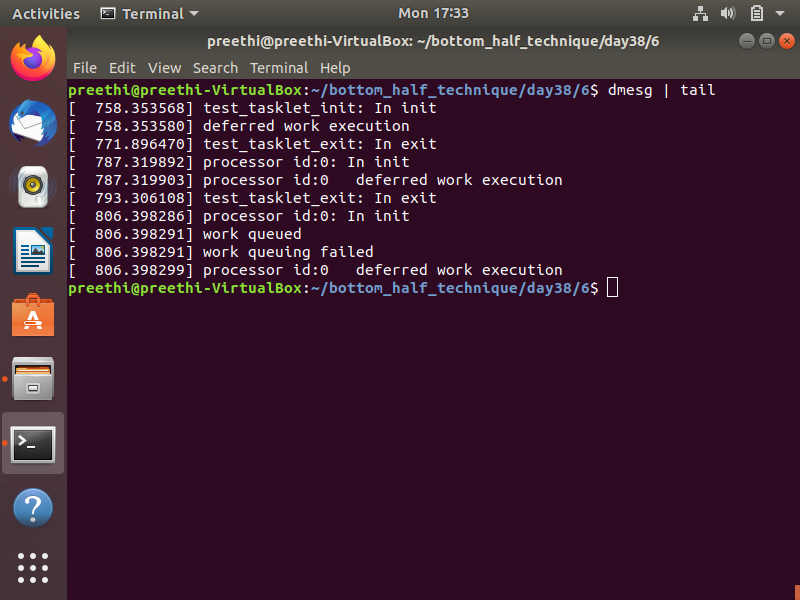 Activities Terminal Mon 17:33
preethi@preethi-VirtualBox: ~/bottom_half_technique/day38/6
File Edit View Search Terminal Help
preethi@preethi-VirtualBox:~/bottom_half_technique/day38/6$ dmesg | tail
[  758.353568] test_tasklet_init: In init
[  758.353580] deferred work execution
[  771.896470] test_tasklet_exit: In exit
[  787.319892] processor id:0: In init
[  787.319903] processor id:0   deferred work execution
[  793.306108] test_tasklet_exit: In exit
[  806.398286] processor id:0: In init
[  806.398291] work queued
[  806.398291] work queuing failed
[  806.398299] processor id:0   deferred work execution
preethi@preethi-VirtualBox:~/bottom_half_technique/day38/6$